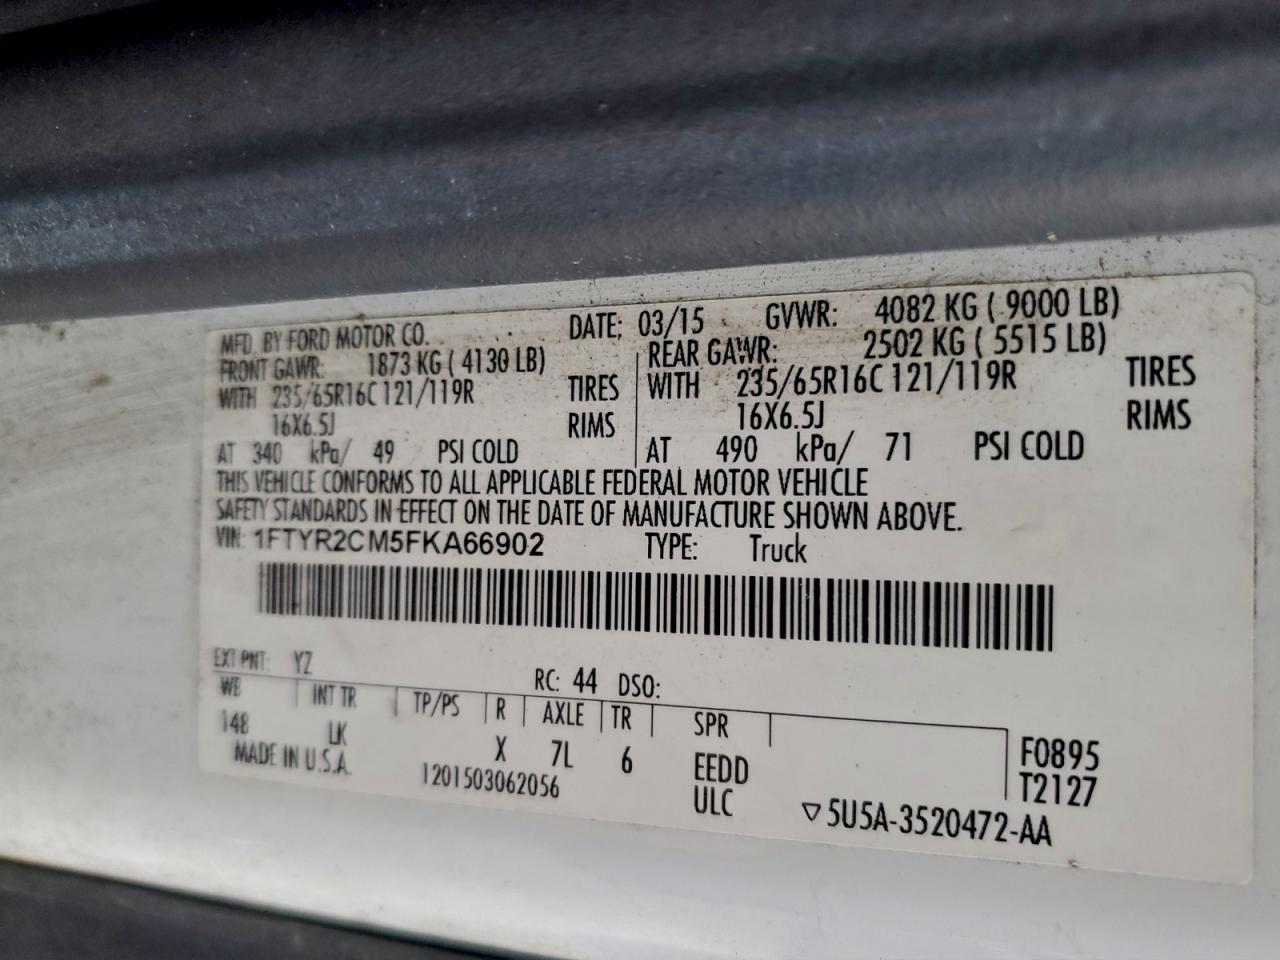 MFD. BY FORD MOTOR CO. DATE: 03/15 GVWR: 4082 KG ( 9000 LB)
FRONT GAWR: 1873 KG ( 4130 LB) REAR GAWR: 2502 KG ( 5515 LB)
WITH 235/65R16C 121/119R TIRES WITH 235/65R16C 121/119R TIRES
16X6.5J RIMS 16X6.5J RIMS
AT 340 kPa/ 49 PSI COLD AT 490 kPa/ 71 PSI COLD
THIS VEHICLE CONFORMS TO ALL APPLICABLE FEDERAL MOTOR VEHICLE
SAFETY STANDARDS IN EFFECT ON THE DATE OF MANUFACTURE SHOWN ABOVE.
VIN: 1FTYR2CM5FKA66902 TYPE: Truck
EXT PNT: YZ RC: 44 DSO:
WB INT TR TP/PS R AXLE TR SPR
148 LK X 7L 6 EEDD F0895
ULC T2127
MADE IN U.S.A. 1201503062056 ▽5U5A-3520472-AA